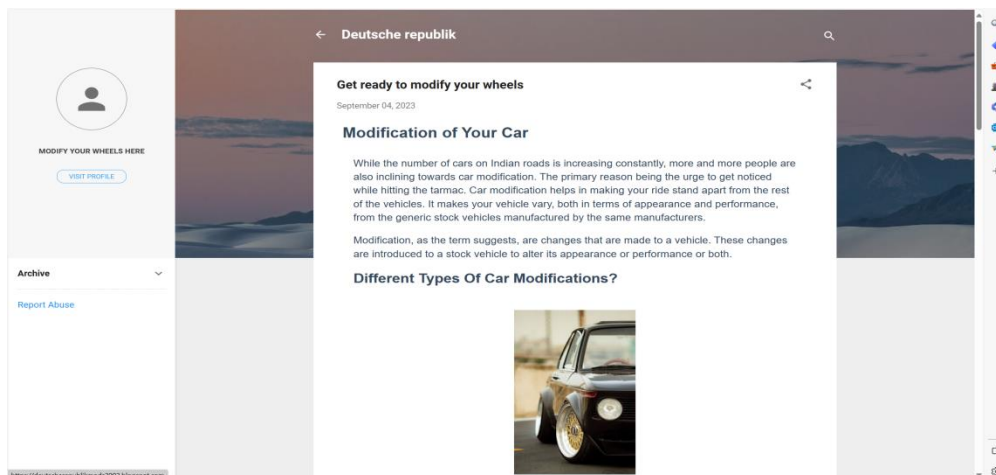 Deutsche republik
MODIFY YOUR WHEELS HERE
VISIT PROFILE
Archive
Report Abuse
Get ready to modify your wheels
September 04, 2023
Modification of Your Car
While the number of cars on Indian roads is increasing constantly, more and more people are
also inclining towards car modification. The primary reason being the urge to get noticed
while hitting the tarmac. Car modification helps in making your ride stand apart from the rest
of the vehicles. It makes your vehicle vary, both in terms of appearance and performance,
from the generic stock vehicles manufactured by the same manufacturers.
Modification, as the term suggests, are changes that are made to a vehicle. These changes
are introduced to a stock vehicle to alter its appearance or performance or both.
Different Types Of Car Modifications?